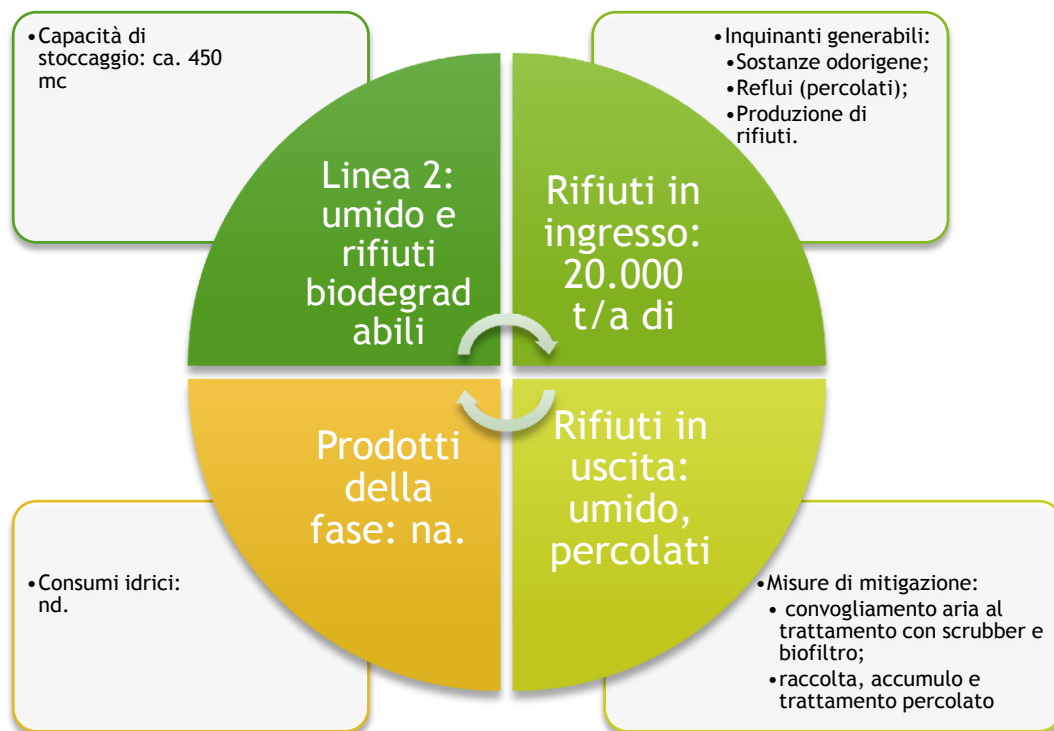 •Capacità di
stoccaggio: ca. 450
mc
•Inquinanti generabili:
•Sostanze odorigene;
•Reflui (percolati);
•Produzione di
rifiuti.
Linea 2:
umido e
rifiuti
biodegrad
abili
Rifiuti in
ingresso:
20.000
t/a di
Prodotti
della
fase: na.
Rifiuti in
uscita:
umido,
percolati
•Consumi idrici:
nd.
•Misure di mitigazione:
• convogliamento aria al
trattamento con scrubber e
biofiltro;
•raccolta, accumulo e
trattamento percolato